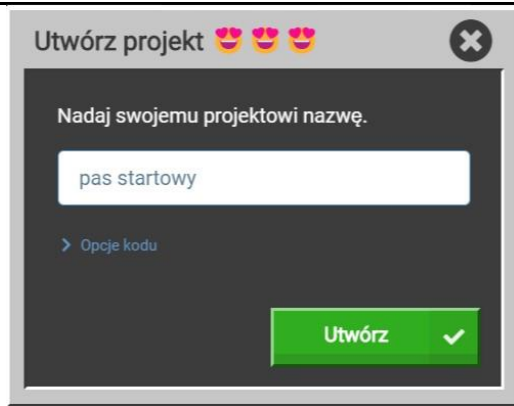 Utwórz projekt 😍 😍 😍
Nadaj swojemu projektowi nazwę.
pas startowy
Opcje kodu
Utwórz